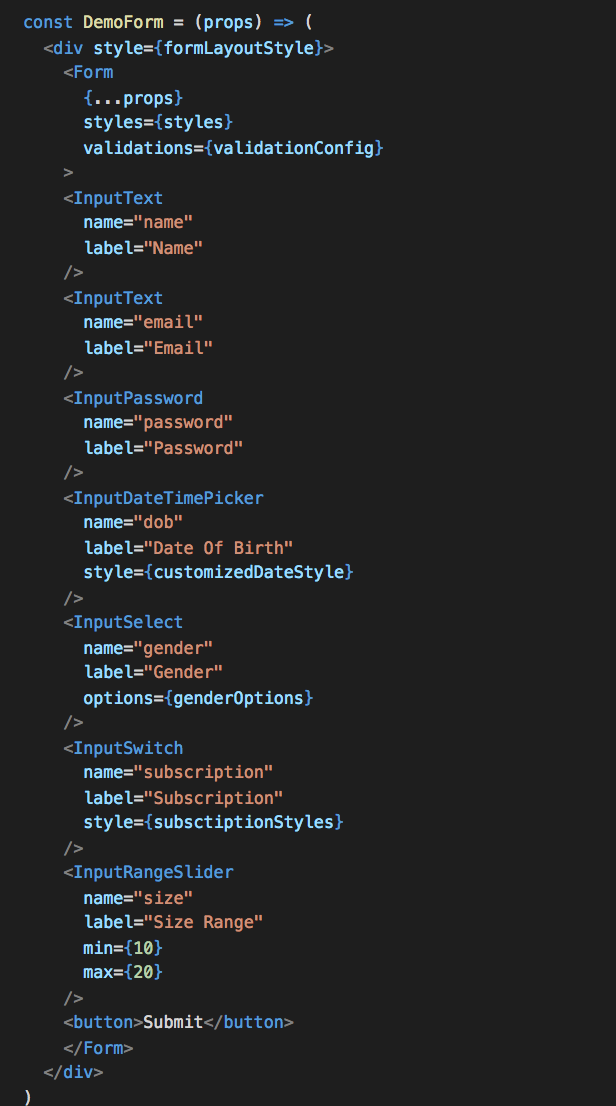 const DemoForm = (props) => (
  <div style={formLayoutStyle}>
    <Form
      {...props}
      styles={styles}
      validations={validationConfig}
    >
    <InputText
      name="name"
      label="Name"
    />
    <InputText
      name="email"
      label="Email"
    />
    <InputPassword
      name="password"
      label="Password"
    />
    <InputDateTimePicker
      name="dob"
      label="Date Of Birth"
      style={customizedDateStyle}
    />
    <InputSelect
      name="gender"
      label="Gender"
      options={genderOptions}
    />
    <InputSwitch
      name="subscription"
      label="Subscription"
      style={subsctiptionStyles}
    />
    <InputRangeSlider
      name="size"
      label="Size Range"
      min={10}
      max={20}
    />
    <button>Submit</button>
    </Form>
  </div>
)